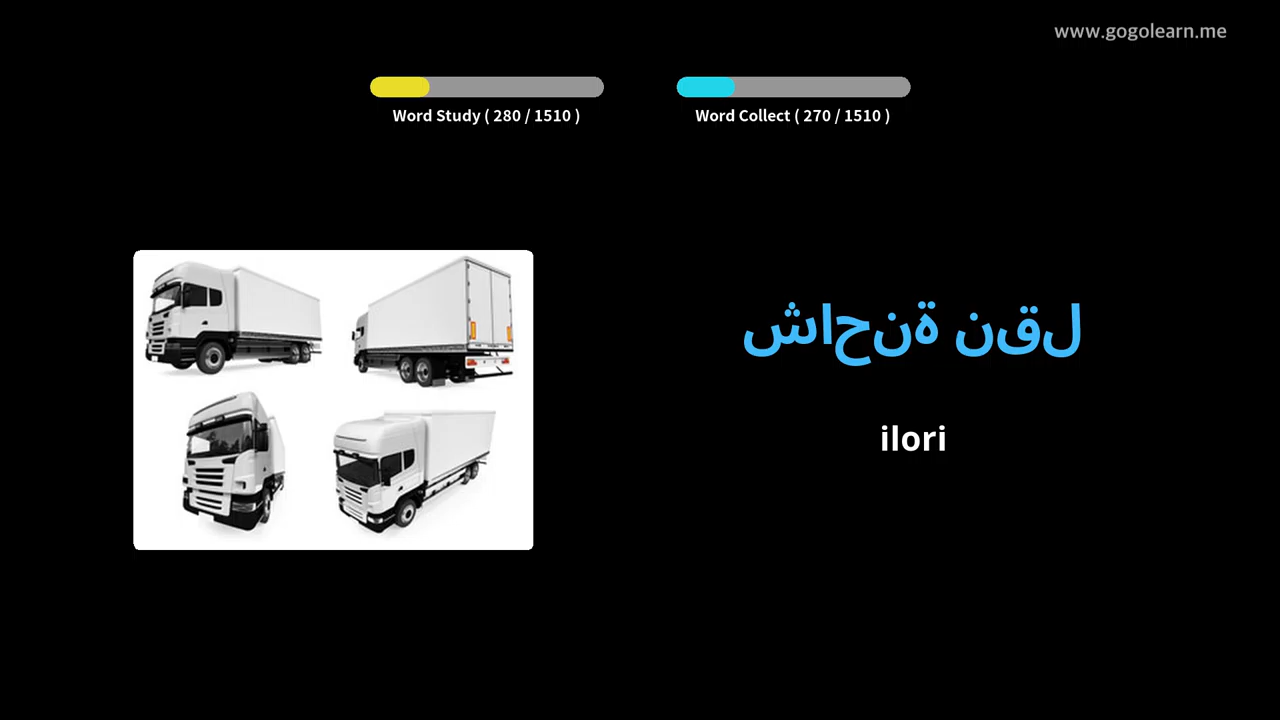 www.gogolearn.me
Word Study ( 280 / 1510 )
Word Collect ( 270 / 1510 )
شاحنة نقل
ilori